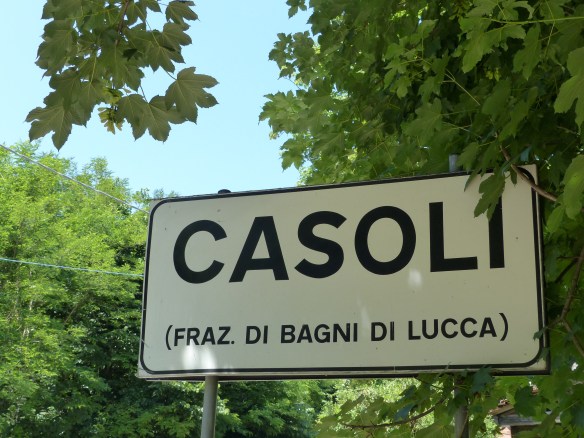 CASOLI
(FRAZ. DI BAGNI DI LUCCA)